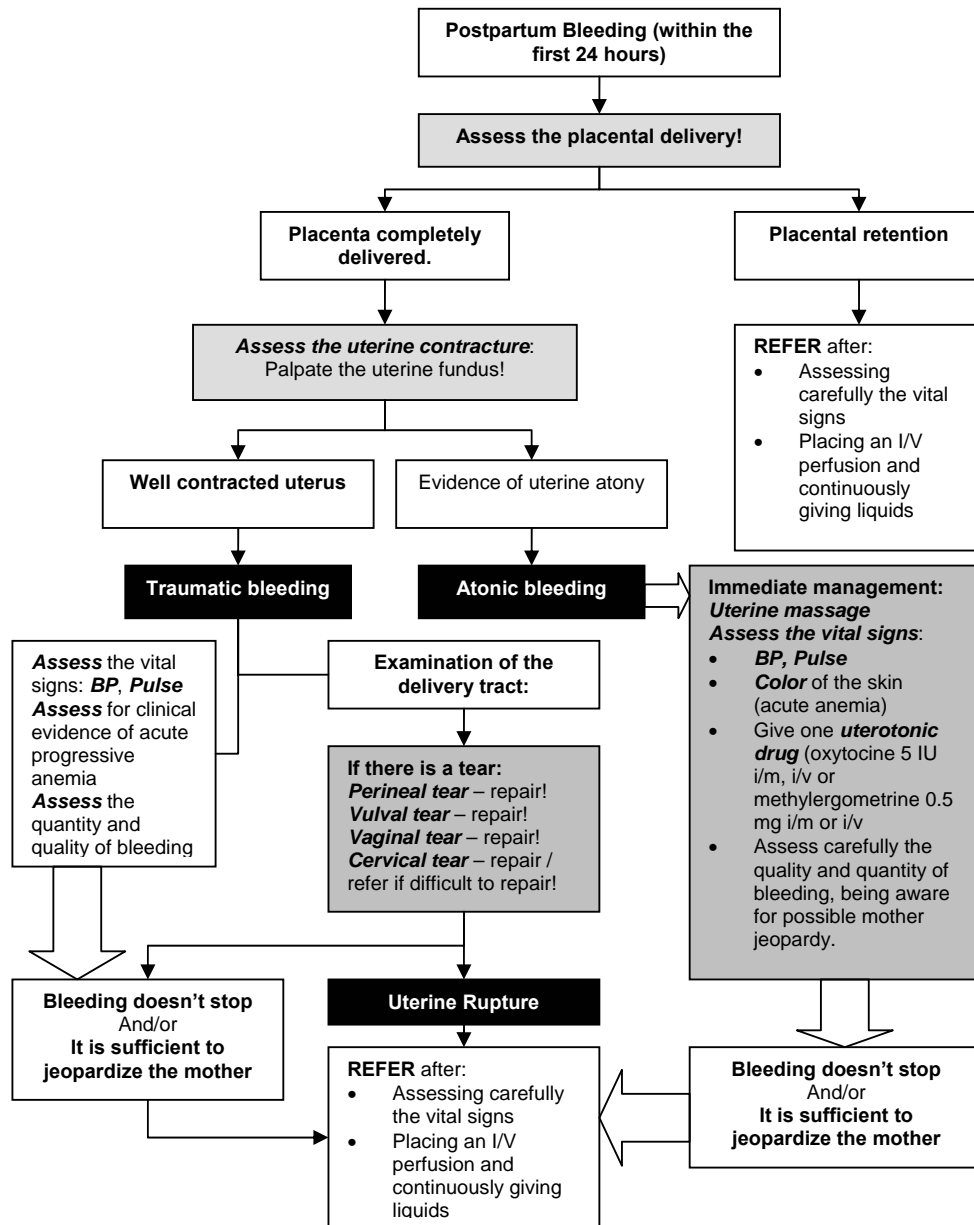 Postpartum Bleeding (within the
first 24 hours)
Assess the placental delivery!
Placenta completely
delivered.
Placental retention
Assess the uterine contracture:
Palpate the uterine fundus!
REFER after:
• Assessing
carefully the vital
signs
• Placing an I/V
perfusion and
continuously
giving liquids
Well contracted uterus
Evidence of uterine atony
Traumatic bleeding
Atonic bleeding
Immediate management:
Uterine massage
Assess the vital signs:
• BP, Pulse
• Color of the skin
(acute anemia)
• Give one uterotonic
drug (oxytocine 5 IU
i/m, i/v or
methylergometrine 0.5
mg i/m or i/v
• Assess carefully the
quality and quantity of
bleeding, being aware
for possible mother
jeopardy.
Assess the vital
signs: BP, Pulse
Assess for clinical
evidence of acute
progressive
anemia
Assess the
quantity and
quality of bleeding
Examination of the
delivery tract:
If there is a tear:
Perineal tear – repair!
Vulval tear – repair!
Vaginal tear – repair!
Cervical tear – repair /
refer if difficult to repair!
Bleeding doesn’t stop
And/or
It is sufficient to
jeopardize the mother
Uterine Rupture
REFER after:
• Assessing carefully
the vital signs
• Placing an I/V
perfusion and
continuously giving
liquids
Bleeding doesn’t stop
And/or
It is sufficient to
jeopardize the mother